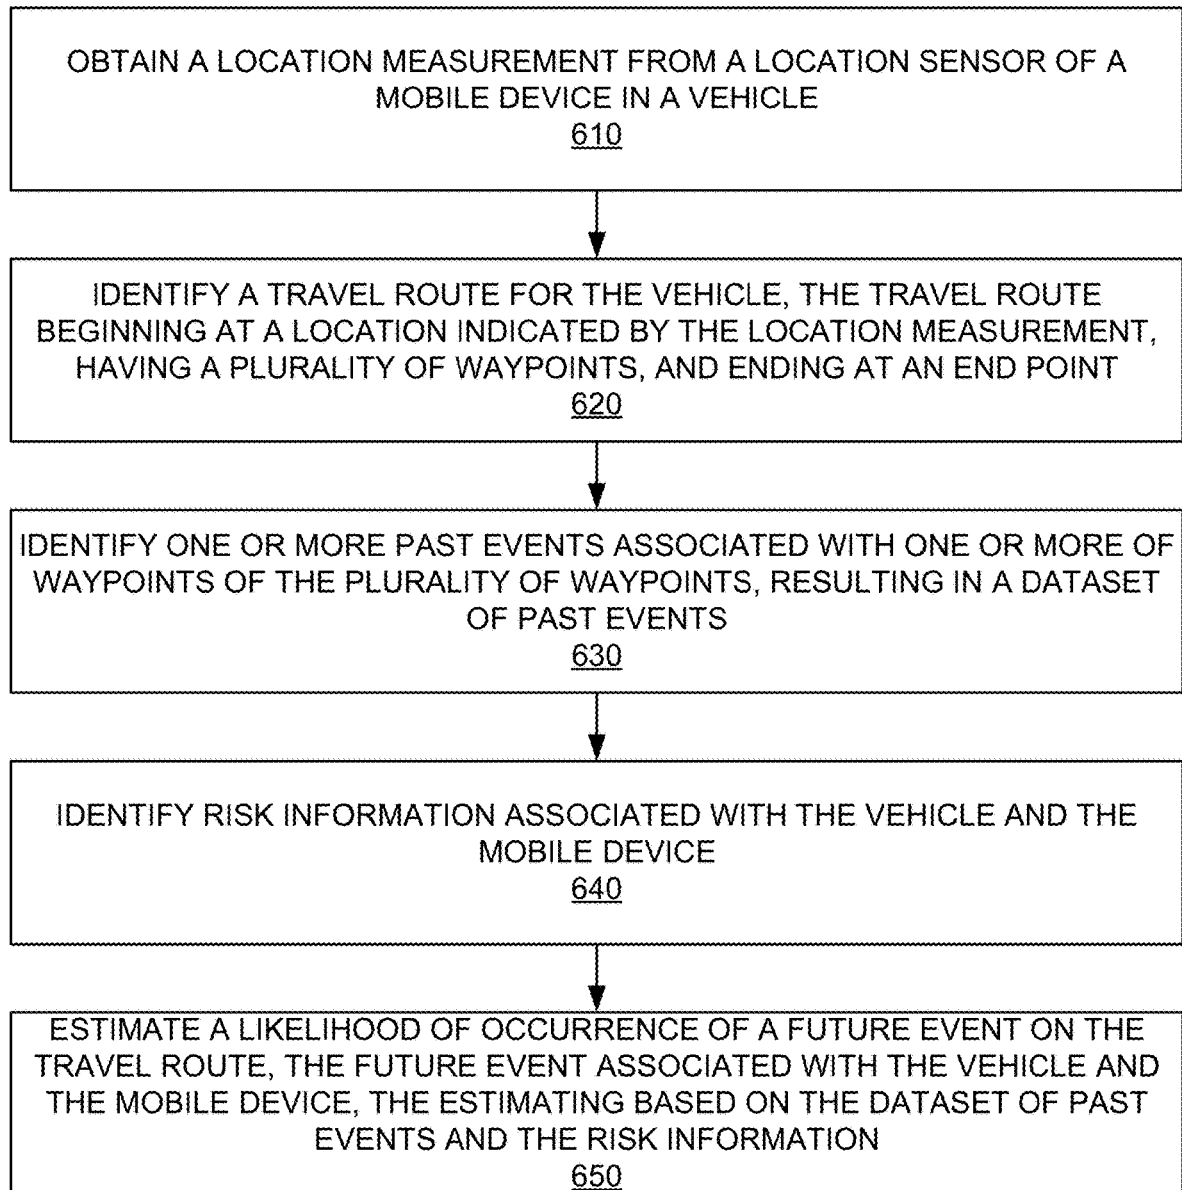 OBTAIN A LOCATION MEASUREMENT FROM A LOCATION SENSOR OF A
MOBILE DEVICE IN A VEHICLE
610
IDENTIFY A TRAVEL ROUTE FOR THE VEHICLE, THE TRAVEL ROUTE
BEGINNING AT A LOCATION INDICATED BY THE LOCATION MEASUREMENT,
HAVING A PLURALITY OF WAYPOINTS, AND ENDING AT AN END POINT
620
IDENTIFY ONE OR MORE PAST EVENTS ASSOCIATED WITH ONE OR MORE OF
WAYPOINTS OF THE PLURALITY OF WAYPOINTS, RESULTING IN A DATASET
OF PAST EVENTS
630
IDENTIFY RISK INFORMATION ASSOCIATED WITH THE VEHICLE AND THE
MOBILE DEVICE
640
ESTIMATE A LIKELIHOOD OF OCCURRENCE OF A FUTURE EVENT ON THE
TRAVEL ROUTE, THE FUTURE EVENT ASSOCIATED WITH THE VEHICLE AND
THE MOBILE DEVICE, THE ESTIMATING BASED ON THE DATASET OF PAST
EVENTS AND THE RISK INFORMATION
650